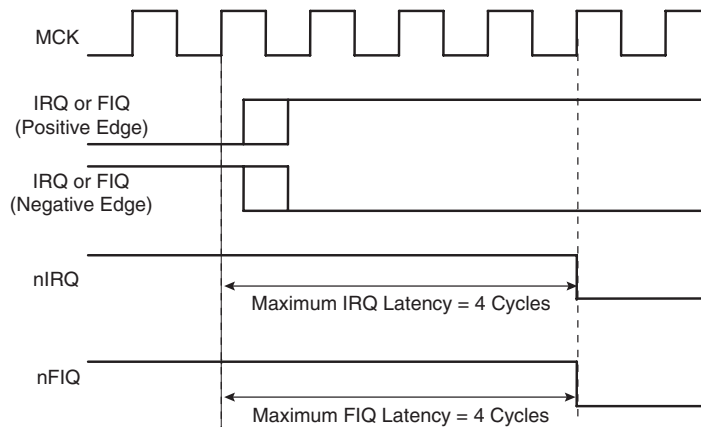 MCK
IRQ or FIQ
(Positive Edge)
IRQ or FIQ
(Negative Edge)
nIRQ
Maximum IRQ Latency = 4 Cycles
nFIQ
Maximum FIQ Latency = 4 Cycles